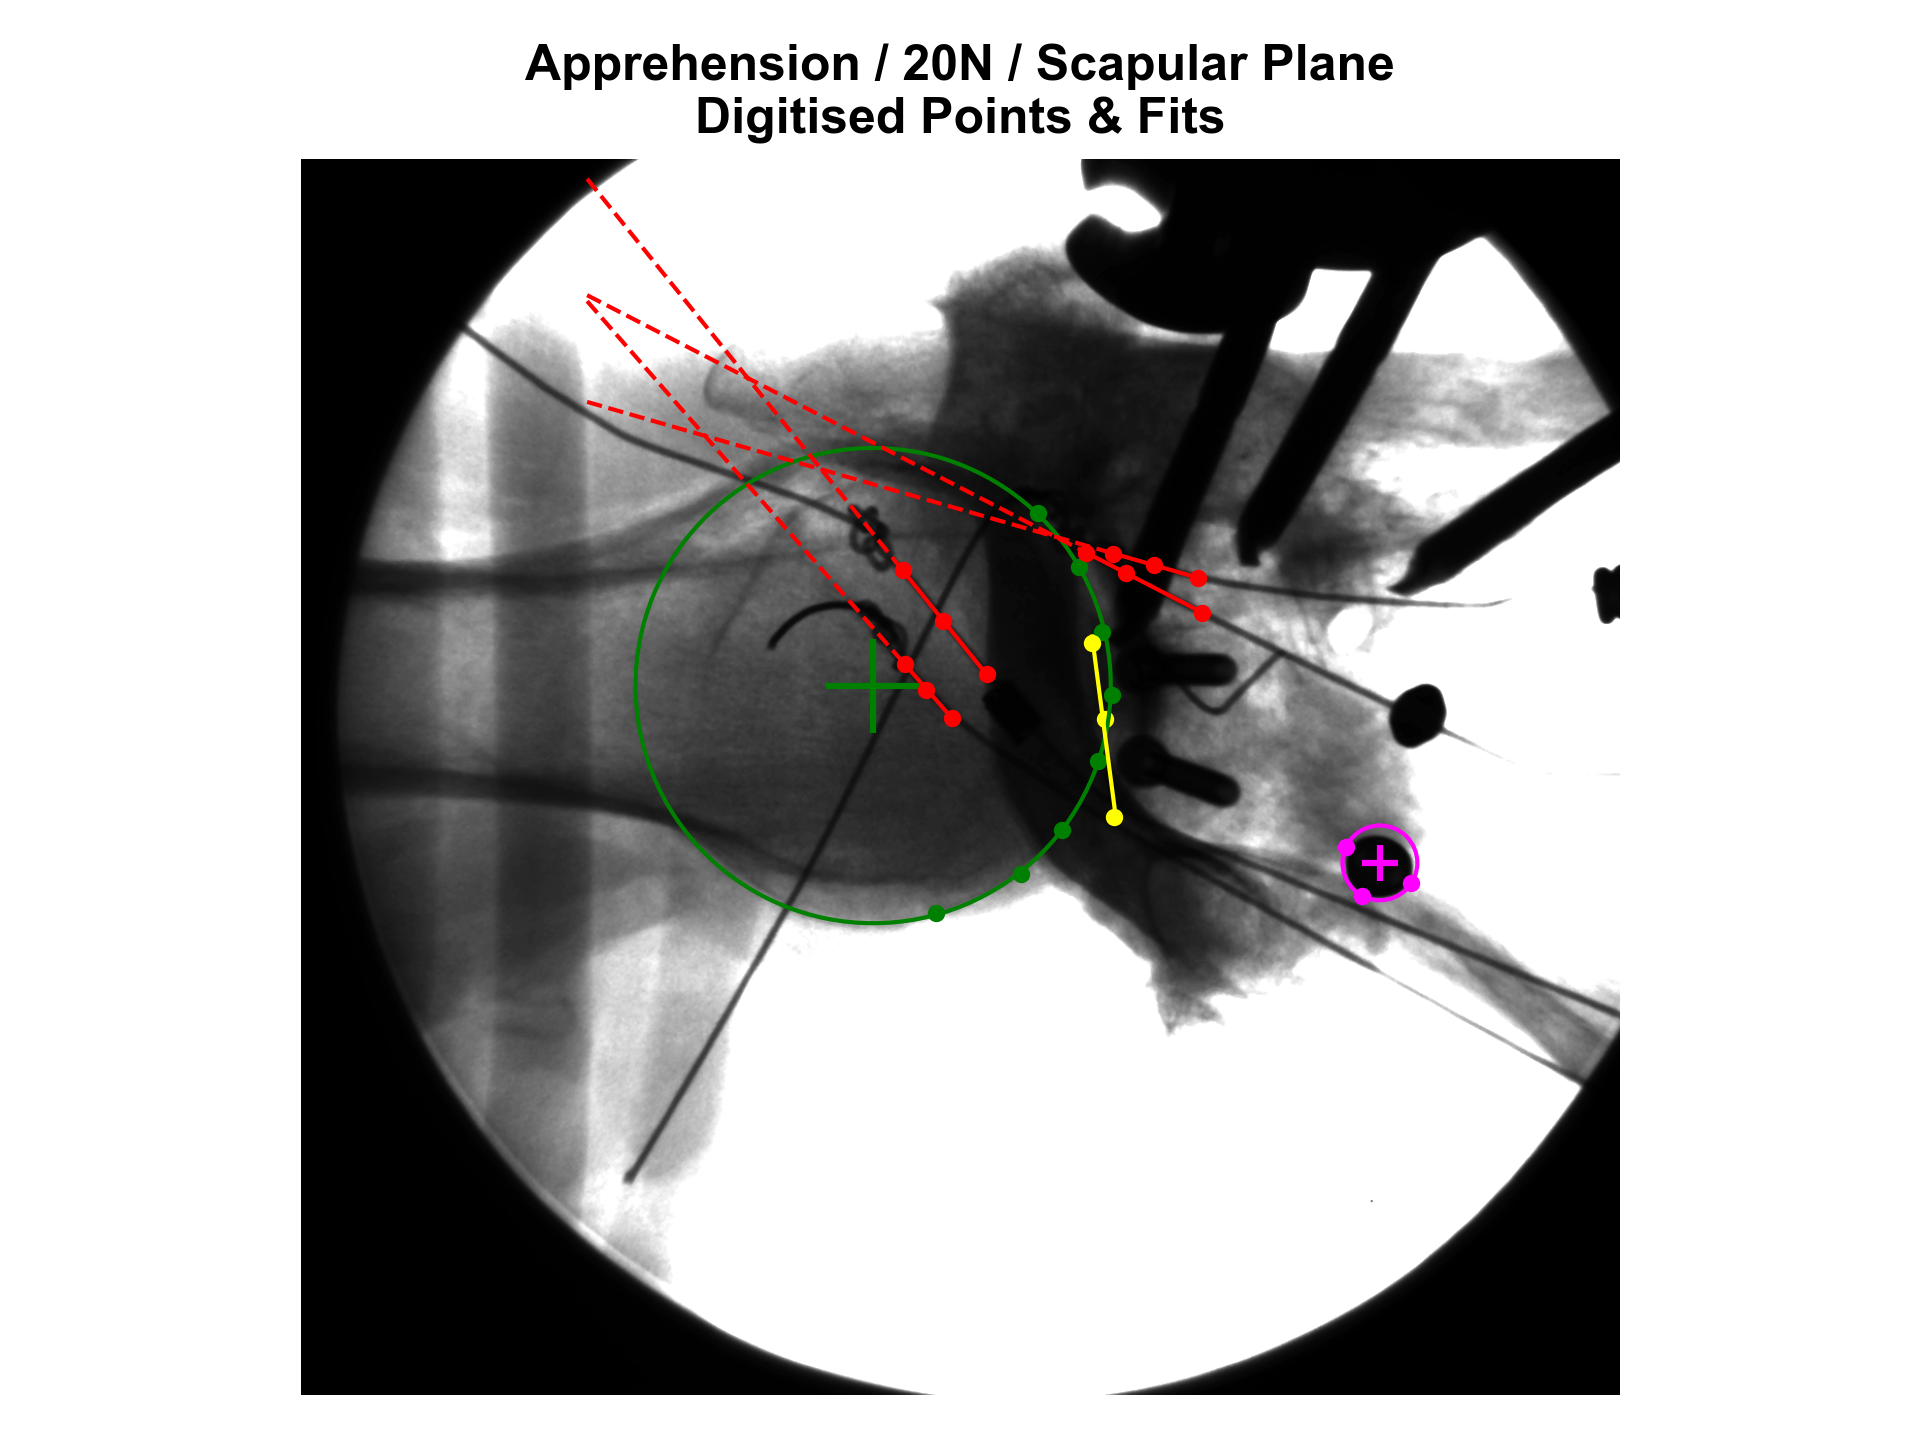 Apprehension / 20N / Scapular Plane
Digitised Points & Fits